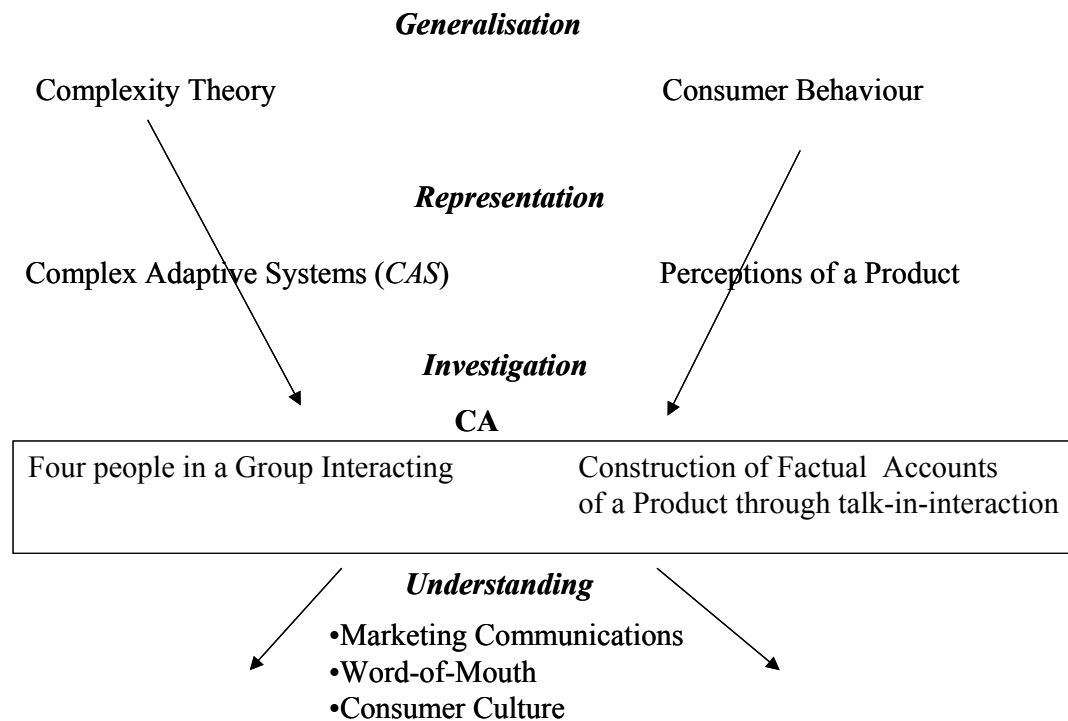 Generalisation
Complexity Theory
Consumer Behaviour
Representation
Complex Adaptive Systems (CAS)
Perceptions of a Product
Investigation
CA
Four people in a Group Interacting
Construction of Factual Accounts
of a Product through talk-in-interaction
Understanding
•Marketing Communications
•Word-of-Mouth
•Consumer Culture